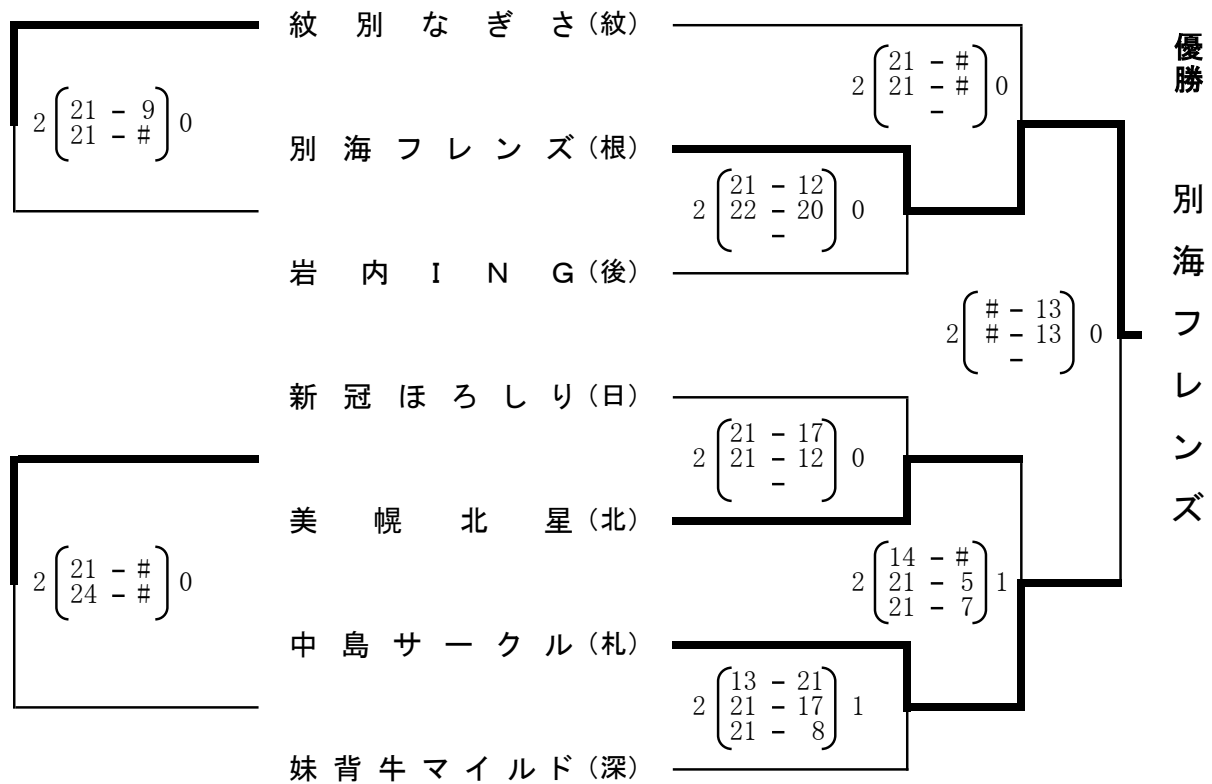 紋別なぎさ(紋)
別海フレンズ(根)
岩内ING(後)
新冠ほろしり(日)
美幌北星(北)
中島サークル(札)
妹背牛マイルド(深)
2 21 - 9 0
21 - #
2 21 - # 0
24 - #
21 - #
2 21 - # 0
-
21 - 12
2 22 - 20 0
-
# - 13
2 # - 13 0
-
21 - 17
2 21 - 12 0
-
14 - #
2 21 - 5 1
21 - 7
13 - 21
2 21 - 17 1
21 - 8
優勝 別海フレンズ